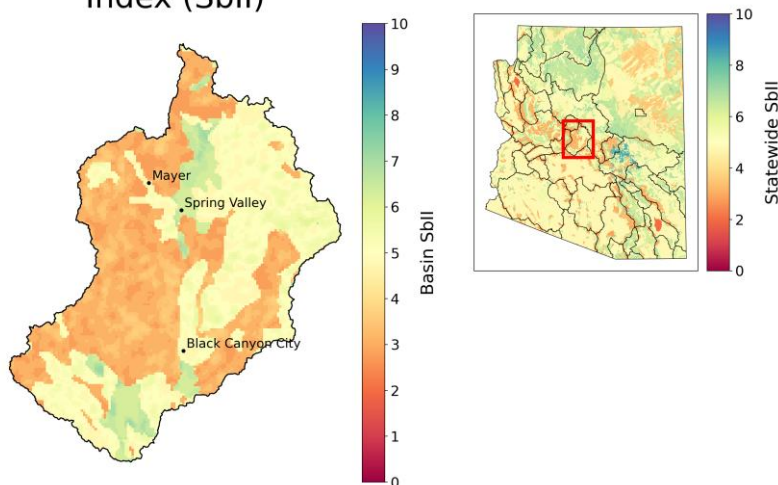 Index (SbII)
10
9
8
7
6
5
4
3
2
1
0
Basin SbII
Mayer
Spring Valley
Black Canyon City
10
8
6
4
2
0
Statewide SbII